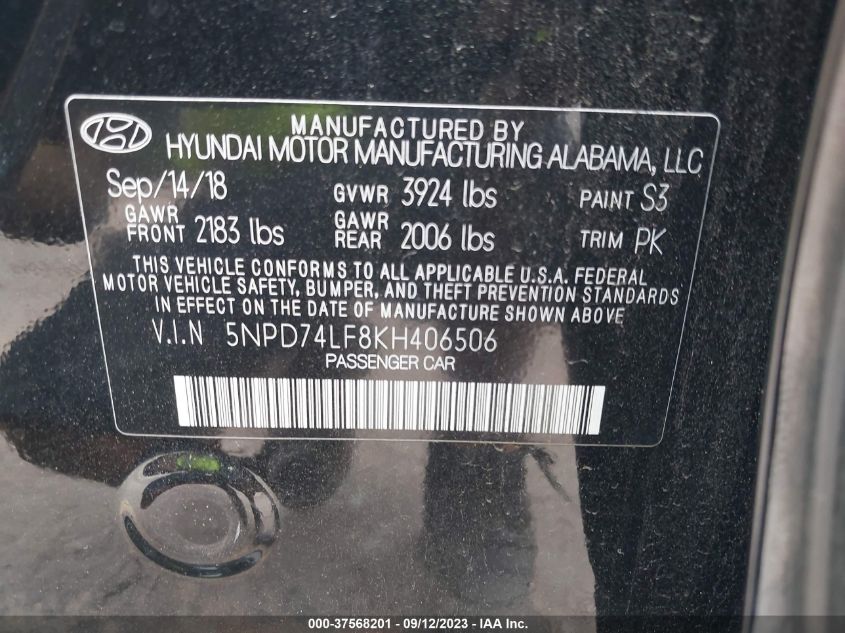 MANUFACTURED BY
HYUNDAI MOTOR MANUFACTURING ALABAMA, LLC
Sep/14/18 GVWR 3924 lbs PAINT S3
GAWR FRONT 2183 lbs GAWR REAR 2006 lbs TRIM PK
THIS VEHICLE CONFORMS TO ALL APPLICABLE U.S.A. FEDERAL
MOTOR VEHICLE SAFETY, BUMPER, AND THEFT PREVENTION STANDARDS
IN EFFECT ON THE DATE OF MANUFACTURE SHOWN ABOVE.
V.I.N 5NPD74LF8KH406506
PASSENGER CAR
000-37568201 - 09/12/2023 - Copyright © 2023 IAA, Inc.